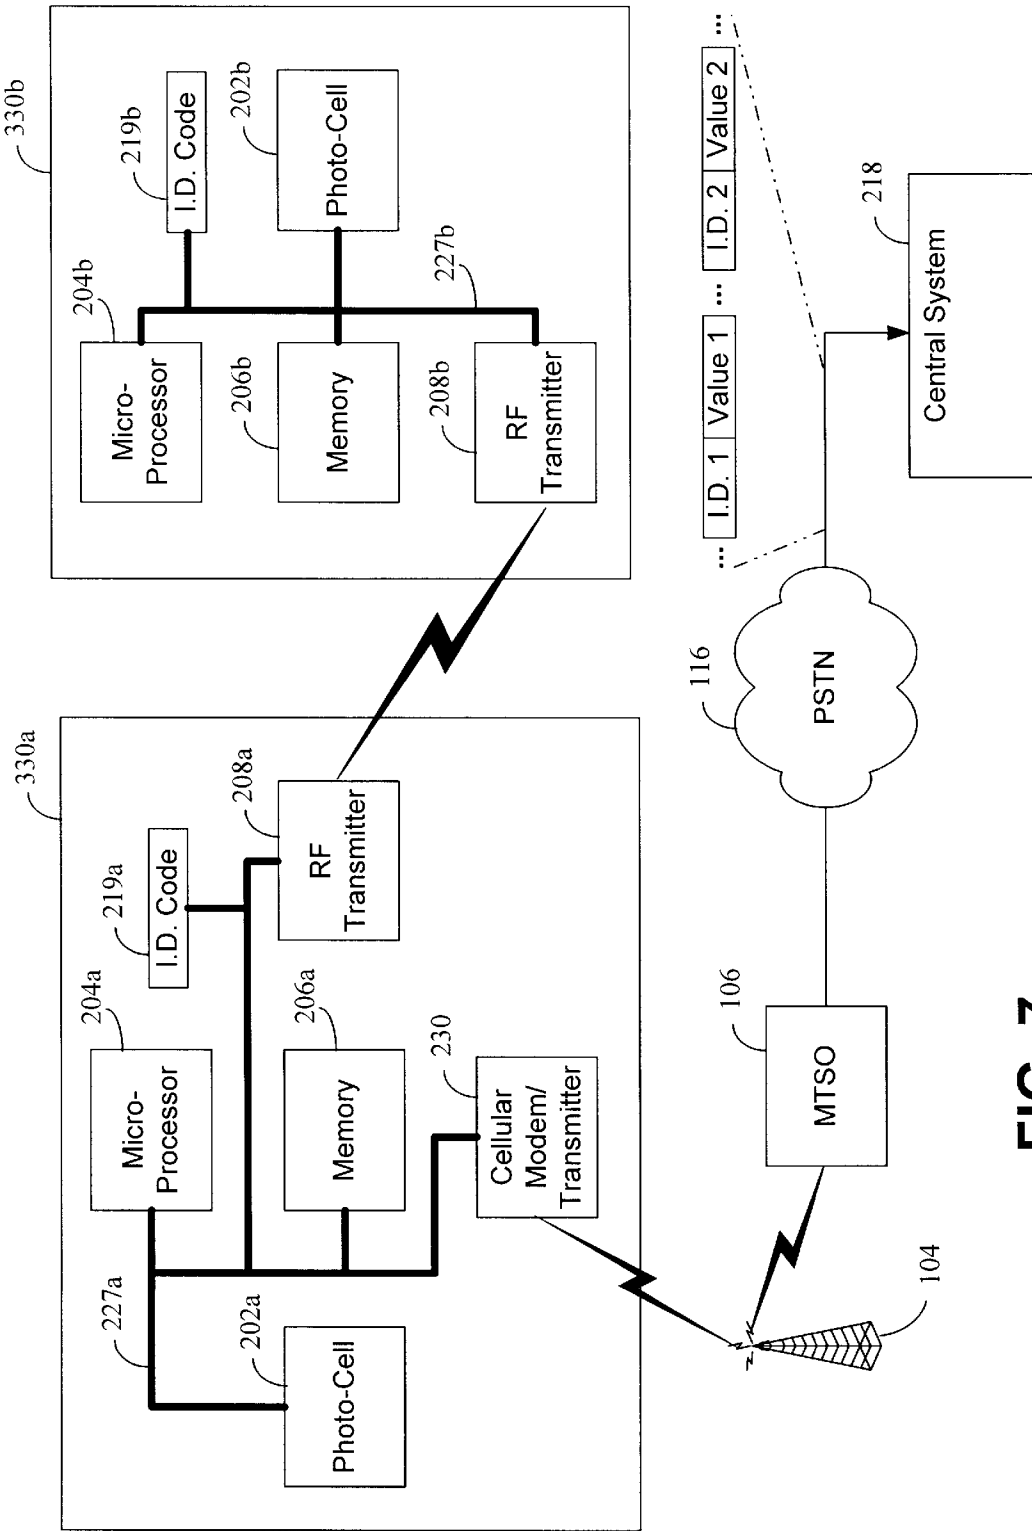 330a
227a
204a
Micro-
Processor
219a
I.D. Code
202a
Photo-Cell
206a
Memory
208a
RF
Transmitter
230
Cellular
Modem/
Transmitter
330b
204b
Micro-
Processor
219b
I.D. Code
206b
Memory
202b
Photo-Cell
208b
RF
Transmitter
227b
104
106
MTSO
116
PSTN
... I.D. 1 Value 1 ... I.D. 2 Value 2 ...
218
Central System